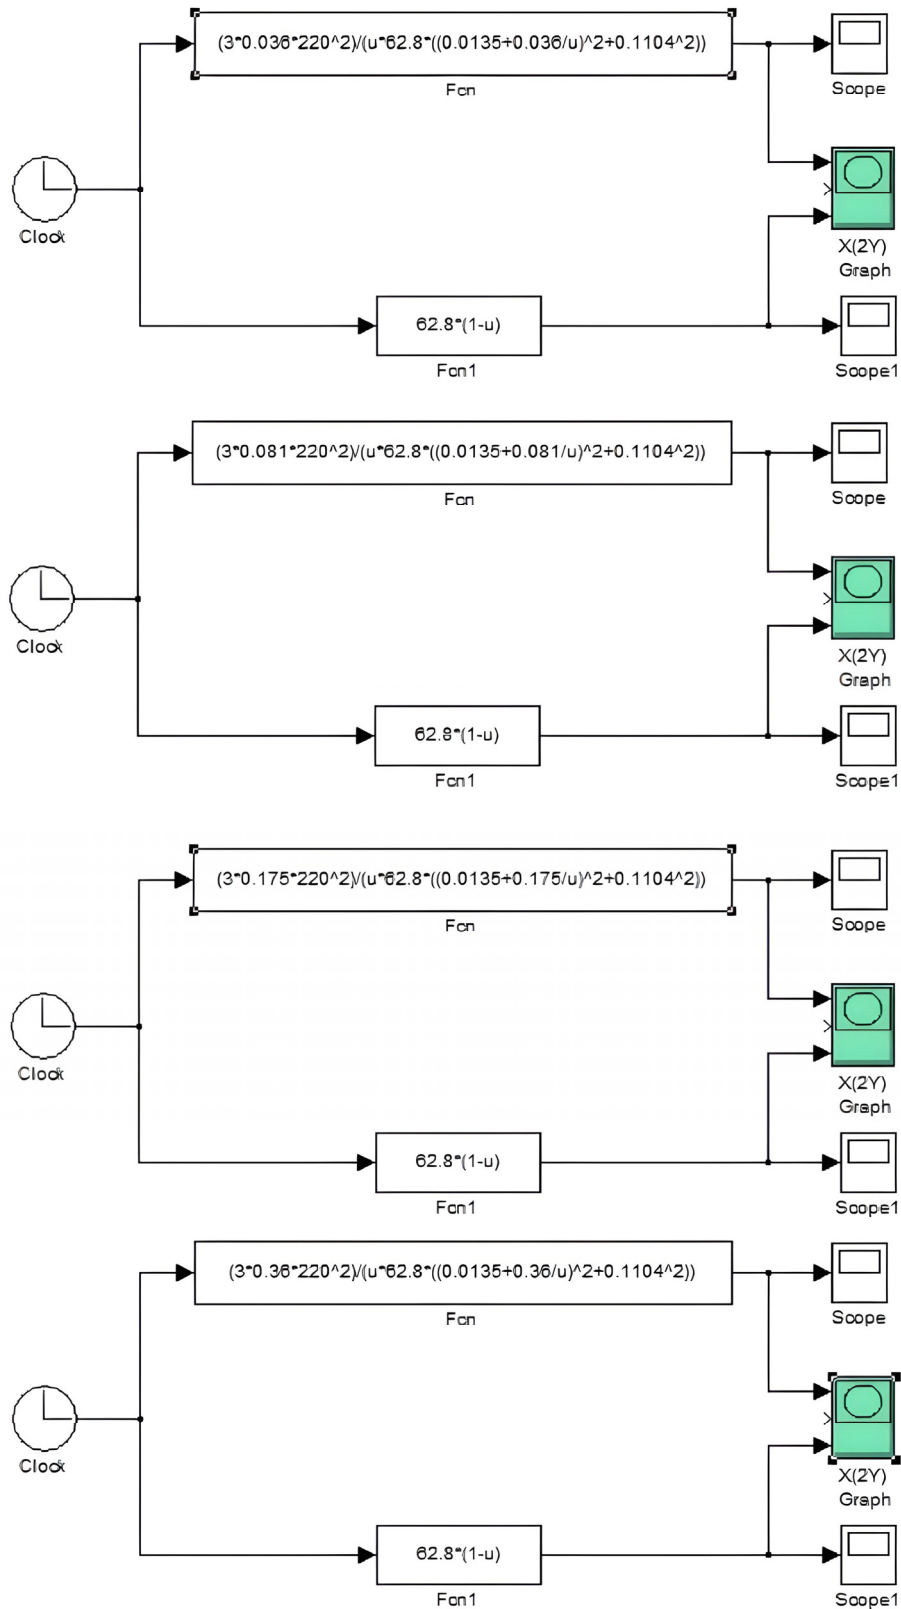 (3*0.036*220^2)/(u*62.8*((0.0135+0.036/u)^2+0.1104^2))
Fcn
Scope
Clock
X(2Y)
Graph
62.8*(1-u)
Fcn1
Scope1
(3*0.081*220^2)/(u*62.8*((0.0135+0.081/u)^2+0.1104^2))
Fcn
Scope
Clock
X(2Y)
Graph
62.8*(1-u)
Fcn1
Scope1
(3*0.175*220^2)/(u*62.8*((0.0135+0.175/u)^2+0.1104^2))
Fcn
Scope
Clock
X(2Y)
Graph
62.8*(1-u)
Fcn1
Scope1
(3*0.36*220^2)/(u*62.8*((0.0135+0.36/u)^2+0.1104^2))
Fcn
Scope
Clock
X(2Y)
Graph
62.8*(1-u)
Fcn1
Scope1